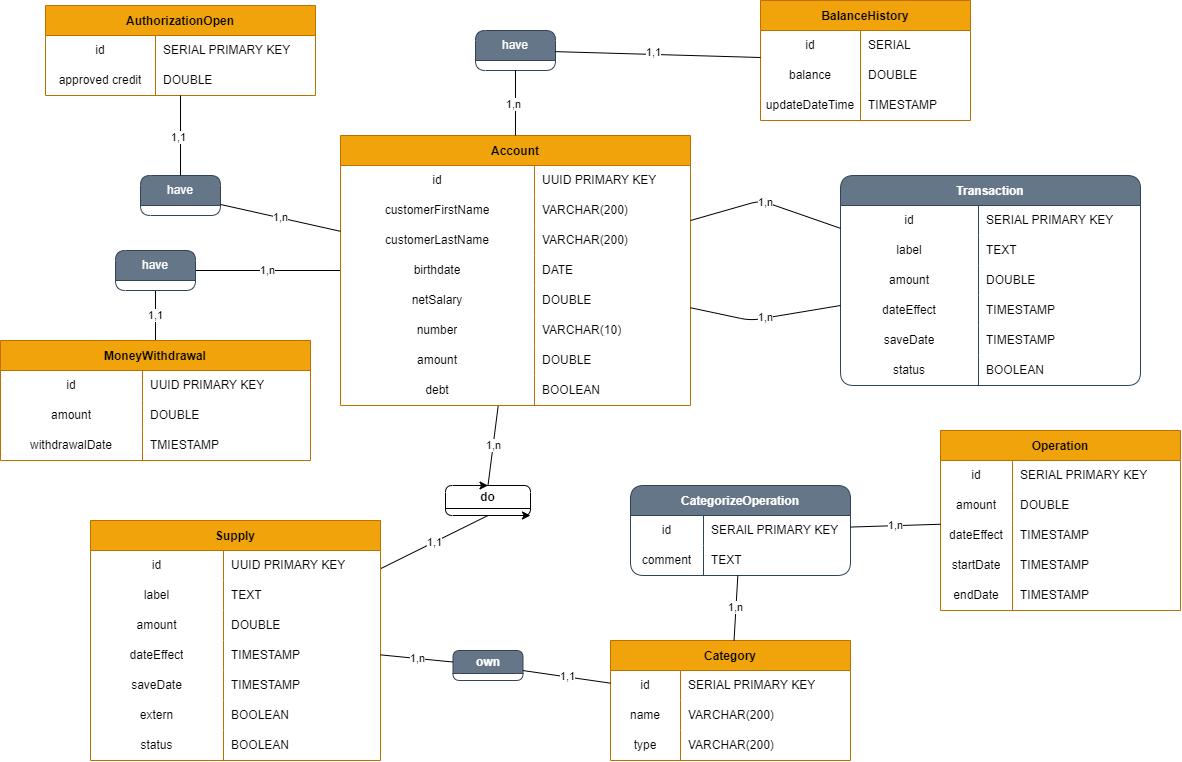 AuthorizationOpen
id SERIAL PRIMARY KEY
approved credit DOUBLE
have
1,1
1,n
BalanceHistory
id SERIAL
balance DOUBLE
updateDateTime TIMESTAMP
1,1
have
1,n
Account
id UUID PRIMARY KEY
customerFirstName VARCHAR(200)
customerLastName VARCHAR(200)
birthdate DATE
netSalary DOUBLE
number VARCHAR(10)
amount DOUBLE
debt BOOLEAN
1,n
1,n
Transaction
id SERIAL PRIMARY KEY
label TEXT
amount DOUBLE
dateEffect TIMESTAMP
saveDate TIMESTAMP
status BOOLEAN
have
1,n
1,1
MoneyWithdrawal
id UUID PRIMARY KEY
amount DOUBLE
withdrawalDate TMIESTAMP
1,n
do
1,1
Supply
id UUID PRIMARY KEY
label TEXT
amount DOUBLE
dateEffect TIMESTAMP
saveDate TIMESTAMP
extern BOOLEAN
status BOOLEAN
1,n
own
1,1
CategorizeOperation
id SERAIL PRIMARY KEY
comment TEXT
1,n
1,n
Operation
id SERIAL PRIMARY KEY
amount DOUBLE
dateEffect TIMESTAMP
startDate TIMESTAMP
endDate TIMESTAMP
Category
id SERIAL PRIMARY KEY
name VARCHAR(200)
type VARCHAR(200)